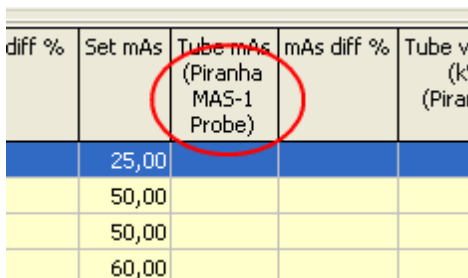 diff % Set mAs Tube mAs mAs diff % Tube
(Piranha
MAS-1
Probe)
25,00
50,00
50,00
60,00